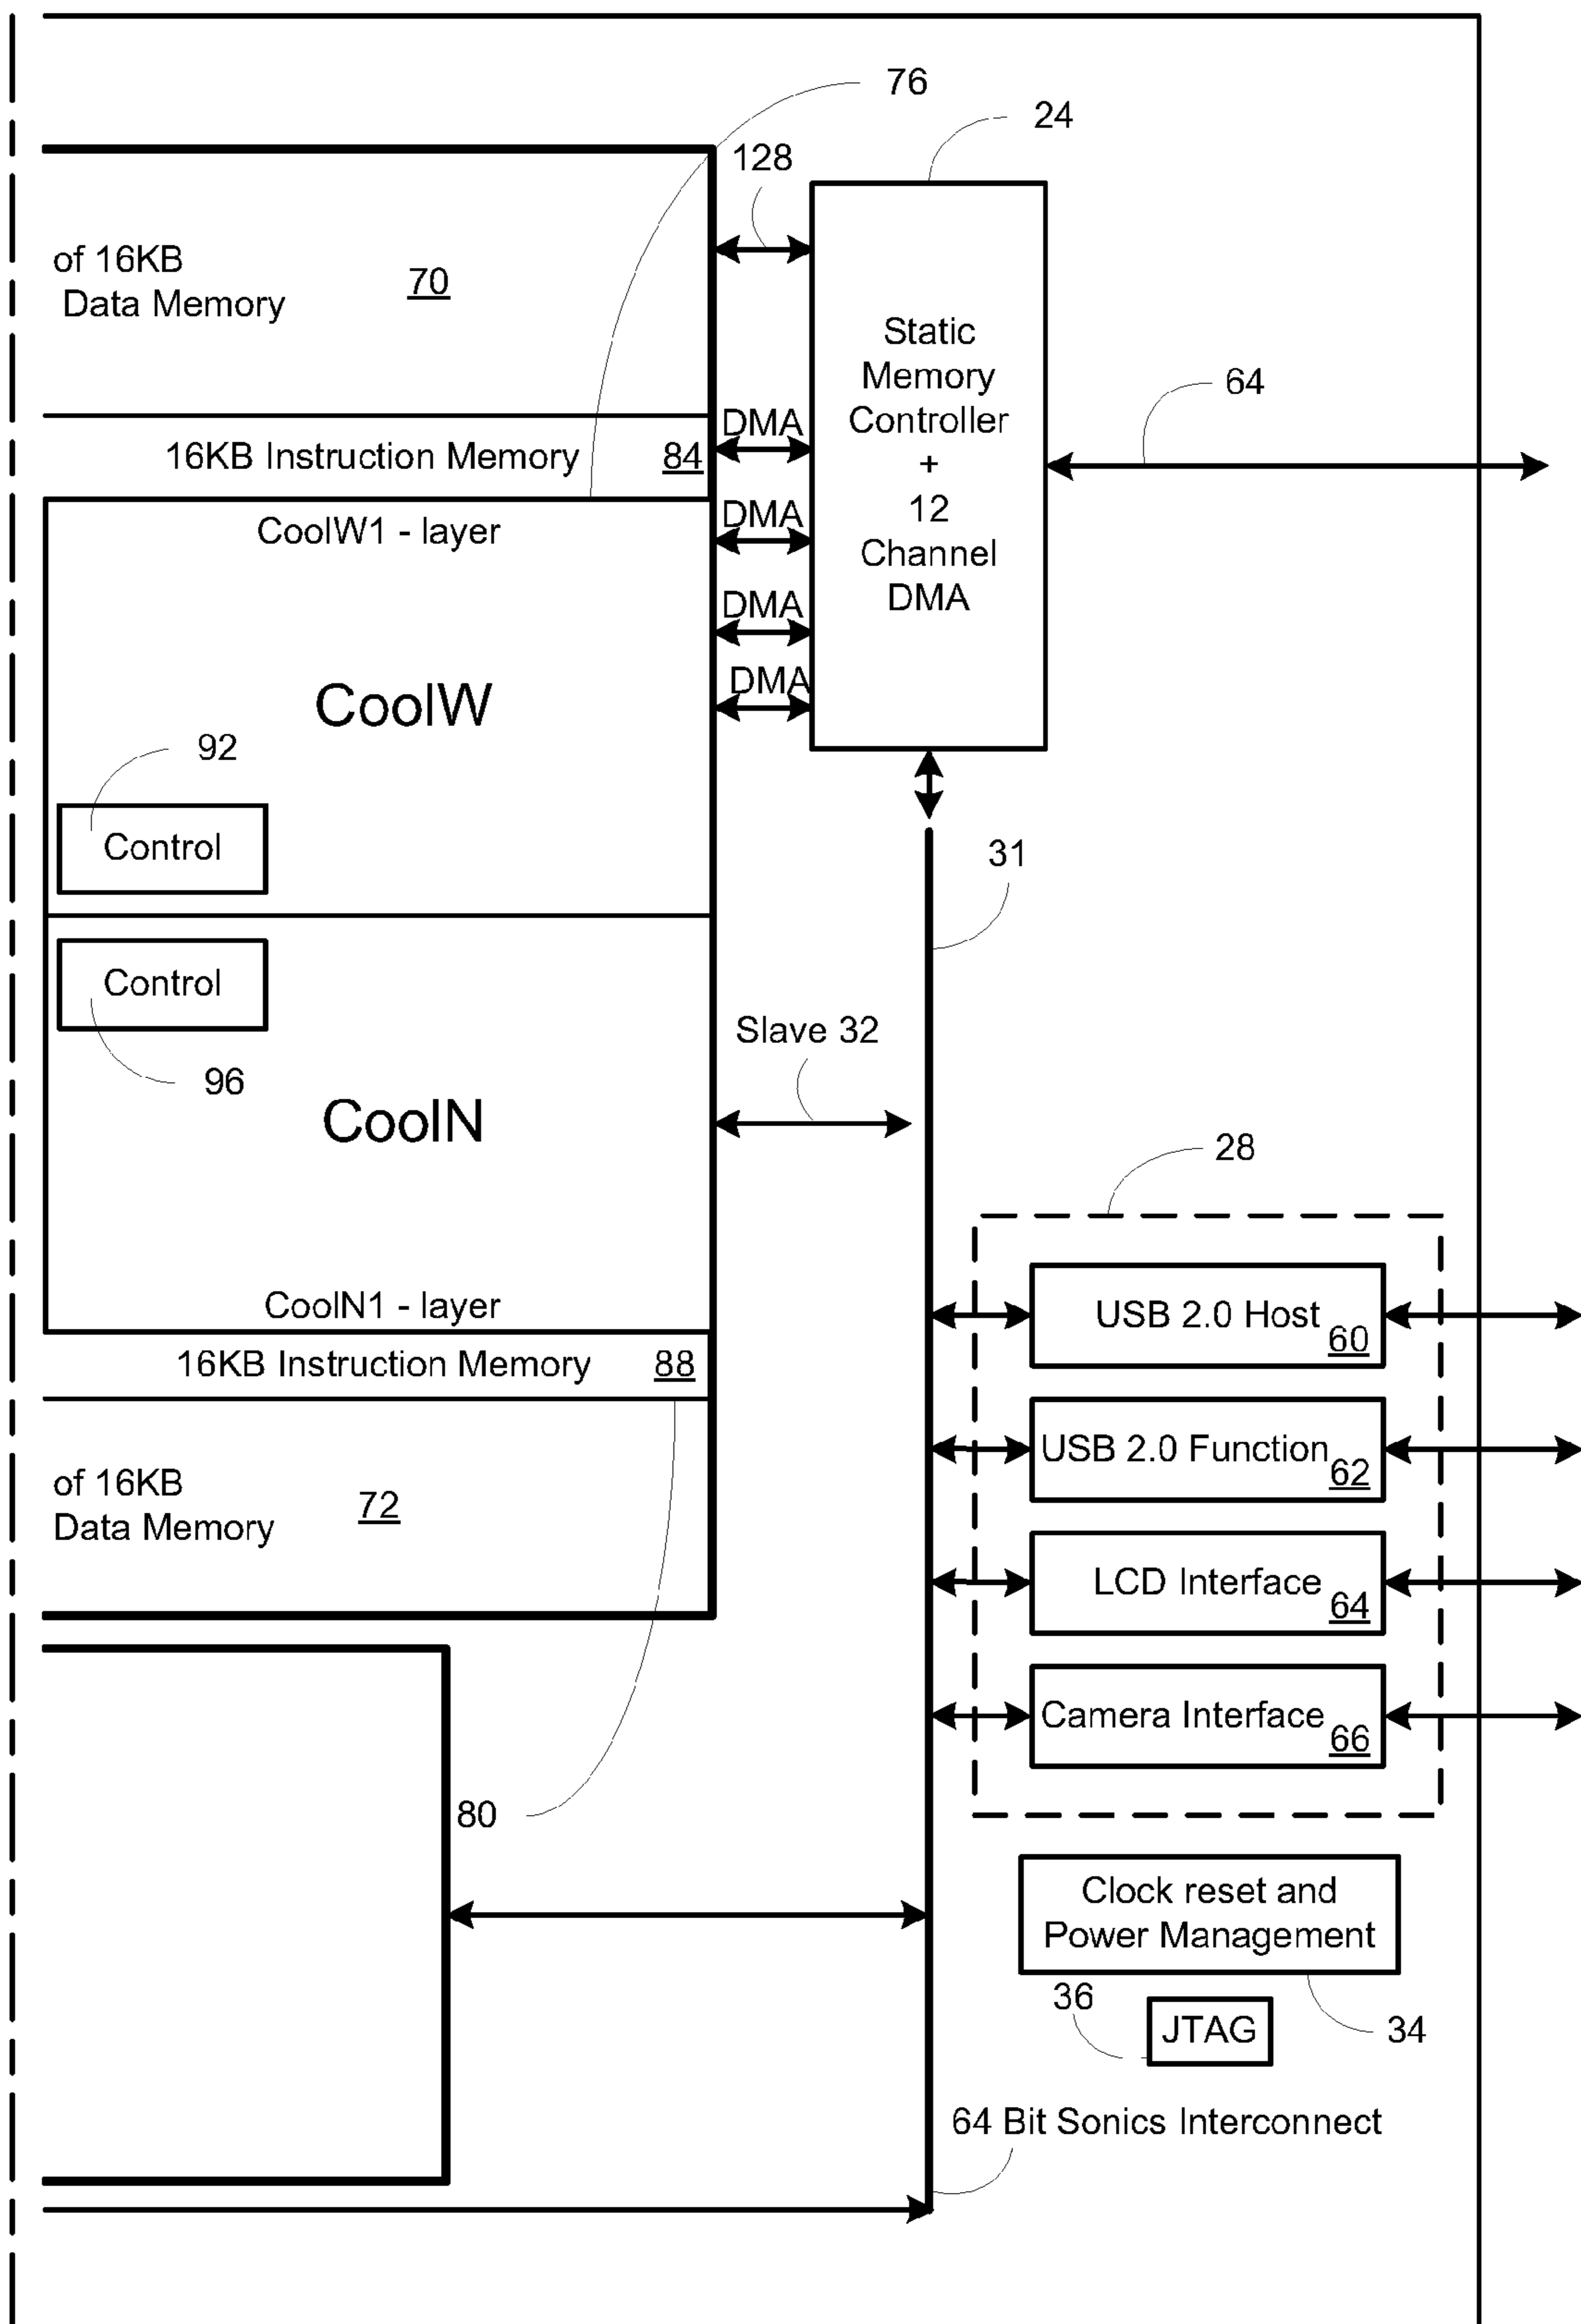 76
24
128
of 16KB
Data Memory
70
Static
Memory
Controller
+
12
Channel
DMA
64
DMA
16KB Instruction Memory 84
DMA
CoolW1 - layer
DMA
DMA
CoolW
92
Control
31
Control
Slave 32
96
CoolN
28
CoolN1 - layer
USB 2.0 Host 60
16KB Instruction Memory 88
USB 2.0 Function 62
of 16KB
Data Memory
72
LCD Interface 64
Camera Interface 66
80
Clock reset and
Power Management
36
JTAG
34
64 Bit Sonics Interconnect